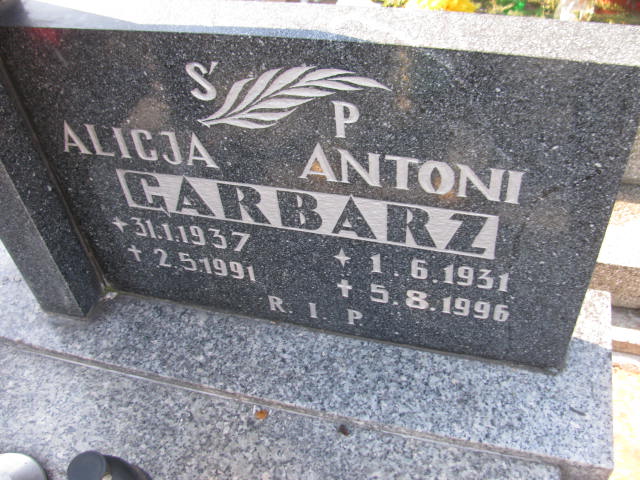 Ś P
ALICJA ANTONI
GARBARZ
31.1.1937 1.6.1931
2.5.1991 5.8.1996
R.I.P